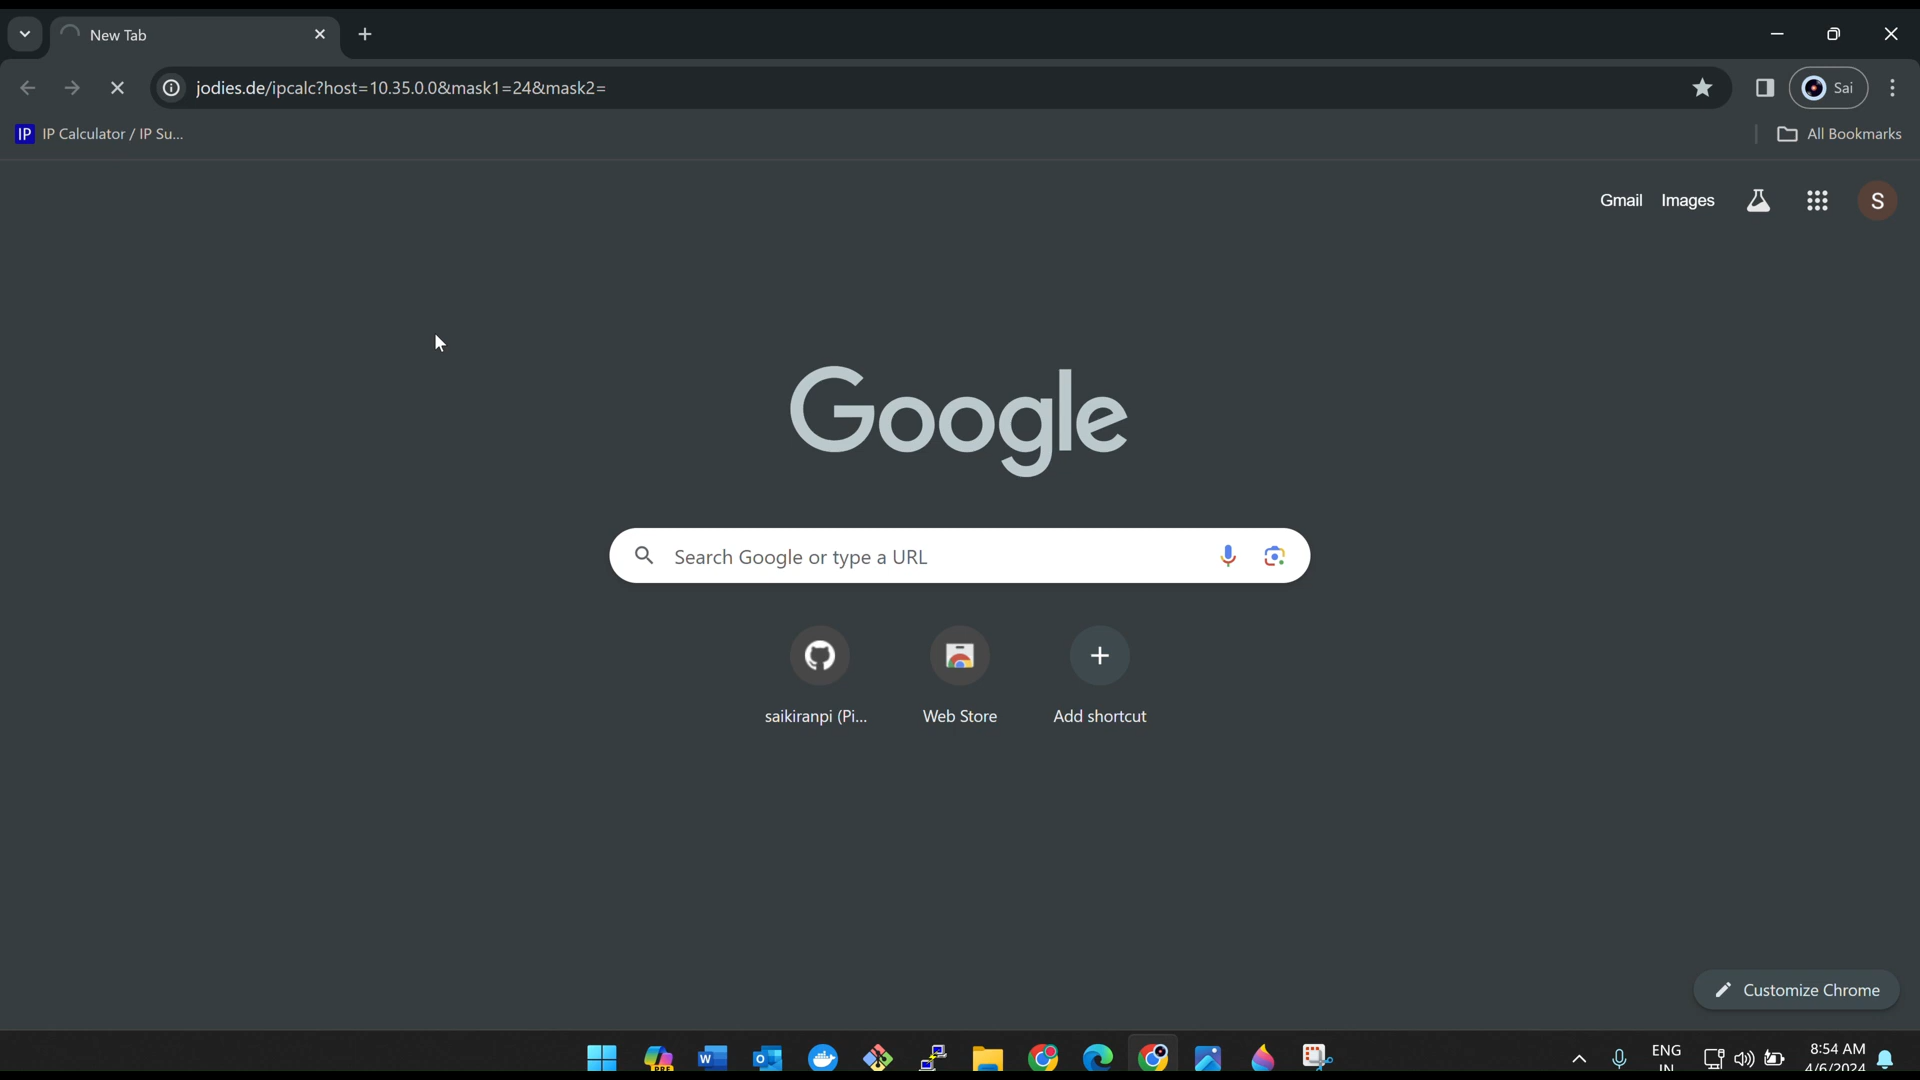 New Tab
jodies.de/ipcalc?host=10.35.0.0&mask1=24&mask2=
Sai
IP IP Calculator / IP Su...
All Bookmarks
Gmail Images
S
Google
Search Google or type a URL
saikiranpi (Pi...
Web Store
Add shortcut
Customize Chrome
PRE
W
O
ENG
IN
8:54 AM
4/6/2024